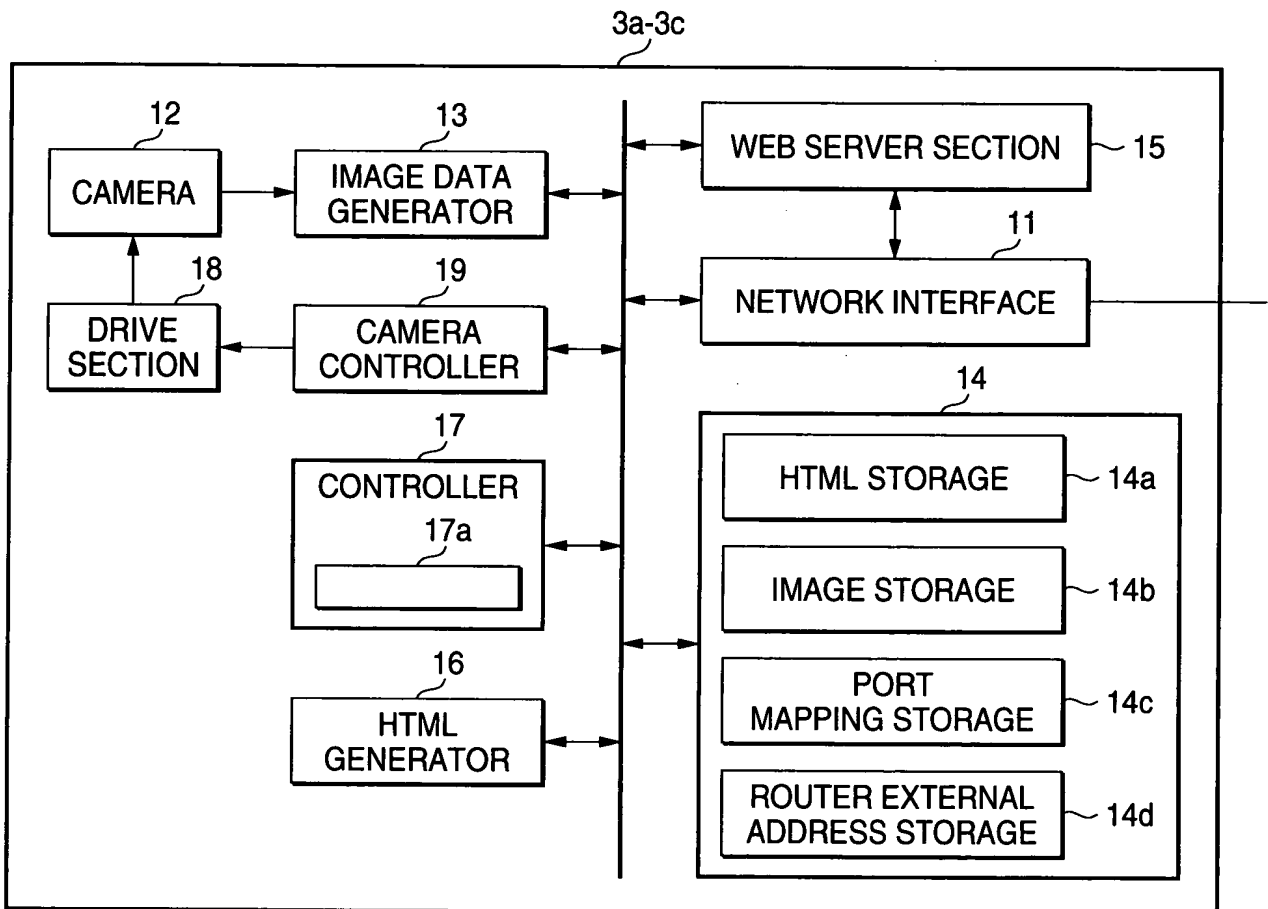 3a-3c
12
CAMERA
13
IMAGE DATA
GENERATOR
WEB SERVER SECTION
15
18
DRIVE
SECTION
19
CAMERA
CONTROLLER
11
NETWORK INTERFACE
17
CONTROLLER
17a
14
HTML STORAGE
14a
IMAGE STORAGE
14b
16
HTML
GENERATOR
PORT
MAPPING STORAGE
14c
ROUTER EXTERNAL
ADDRESS STORAGE
14d